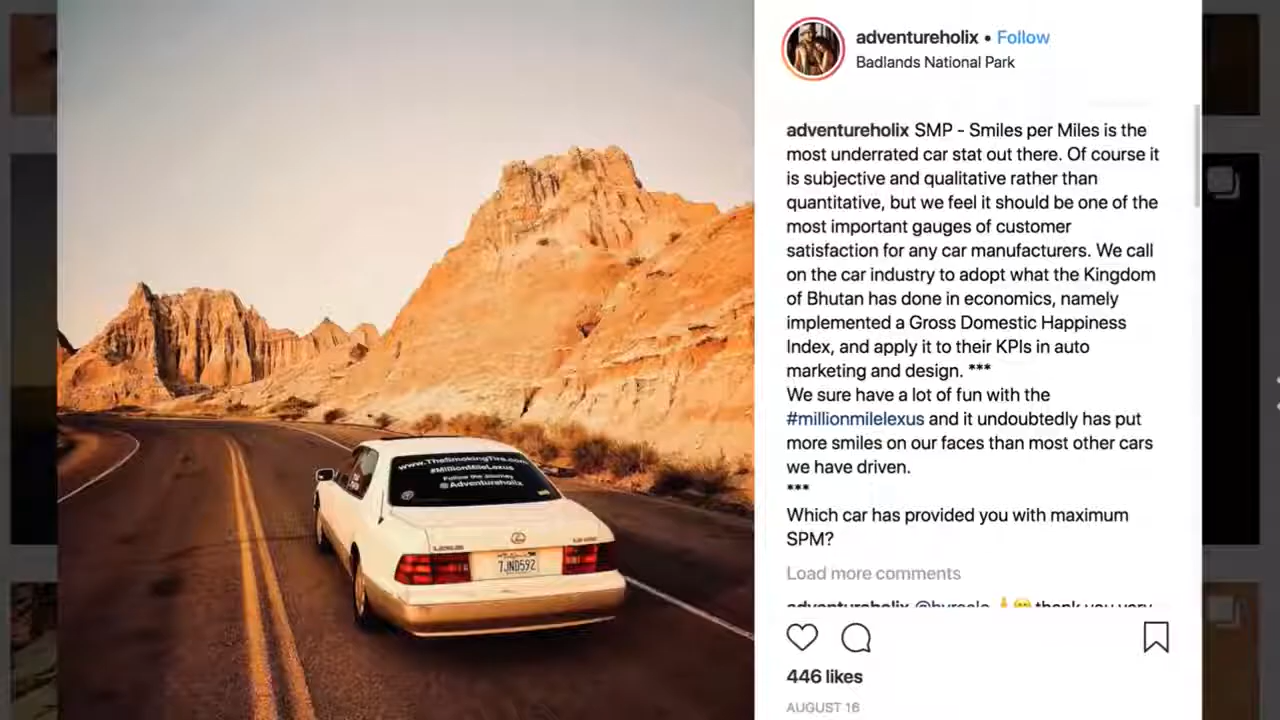 adventureholix • Follow
Badlands National Park
adventureholix SMP - Smiles per Miles is the
most underrated car stat out there. Of course it
is subjective and qualitative rather than
quantitative, but we feel it should be one of the
most important gauges of customer
satisfaction for any car manufacturers. We call
on the car industry to adopt what the Kingdom
of Bhutan has done in economics, namely
implemented a Gross Domestic Happiness
Index, and apply it to their KPIs in auto
marketing and design. ***
We sure have a lot of fun with the
#millionmilelexus and it undoubtedly has put
more smiles on our faces than most other cars
we have driven.
***
Which car has provided you with maximum
SPM?
Load more comments
446 likes
AUGUST 16
www.TheSmokingTire.com
#MillionMileLexus
Follow the Journey
@Adventureholix
LEXUS
7JND592